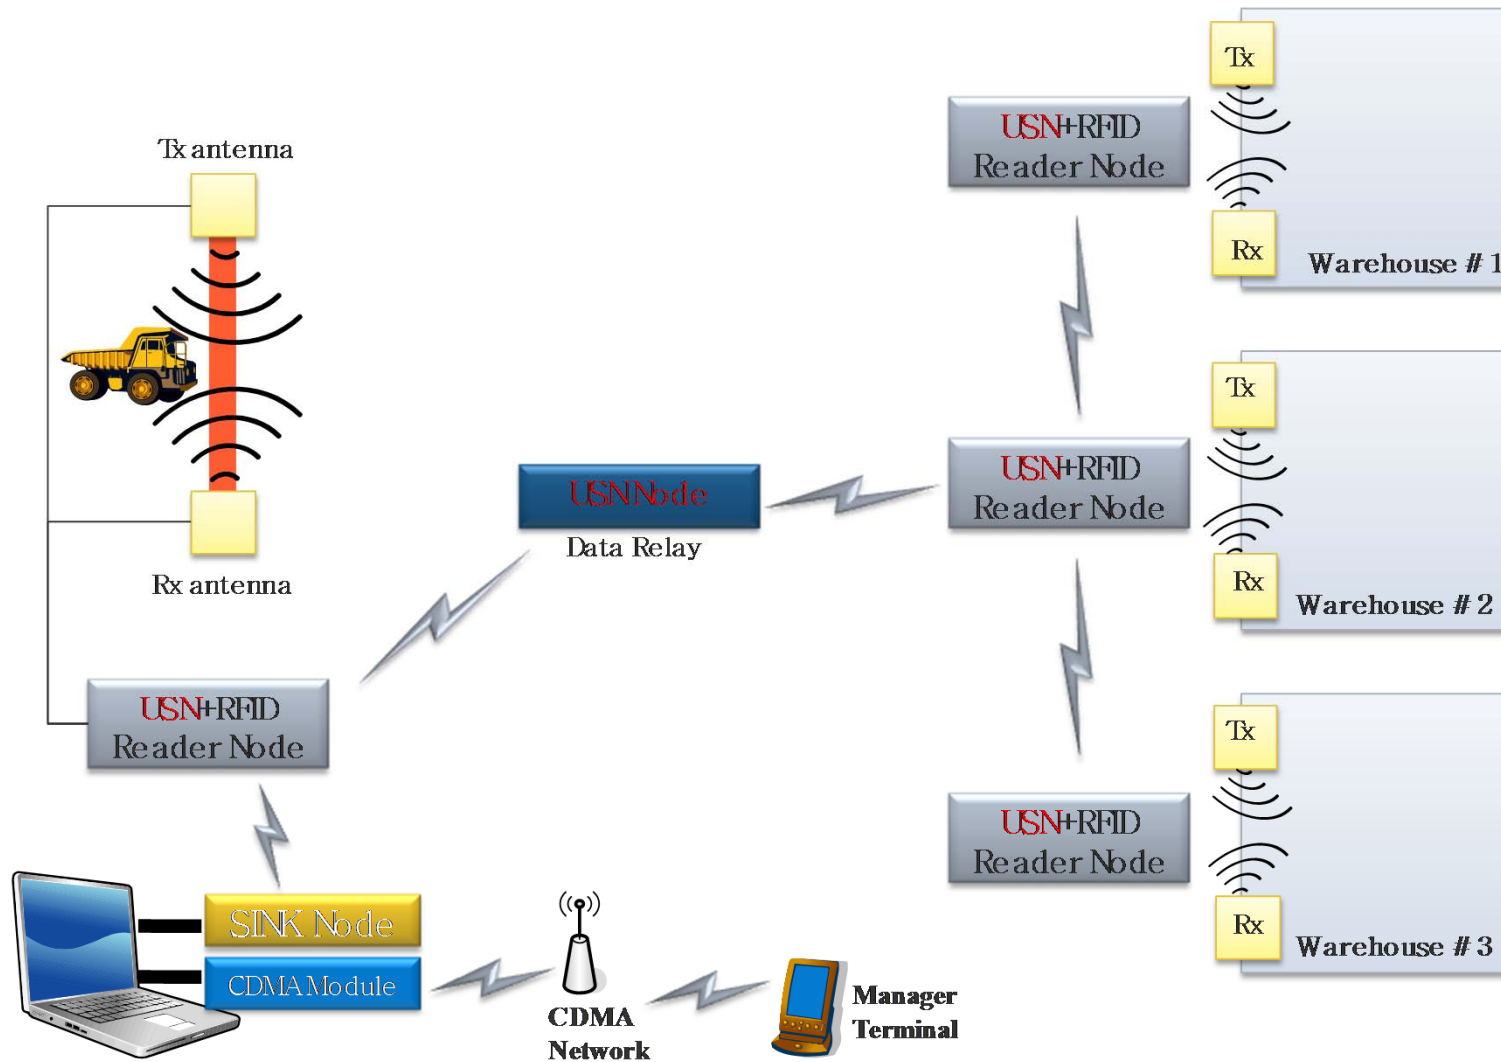 Tx
USN+RFID
Reader Node
Rx
Warehouse # 1
Tx antenna
Rx antenna
Tx
USN+RFID
Reader Node
Rx
Warehouse # 2
USN Node
Data Relay
USN+RFID
Reader Node
Tx
USN+RFID
Reader Node
Rx
Warehouse # 3
SINK Node
CDMA Module
CDMA
Network
Manager
Terminal